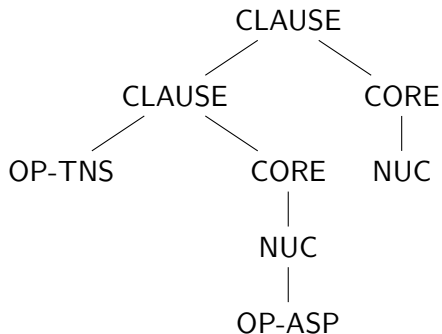 CLAUSE
CLAUSE CORE
OP-TNS CORE NUC
NUC
OP-ASP